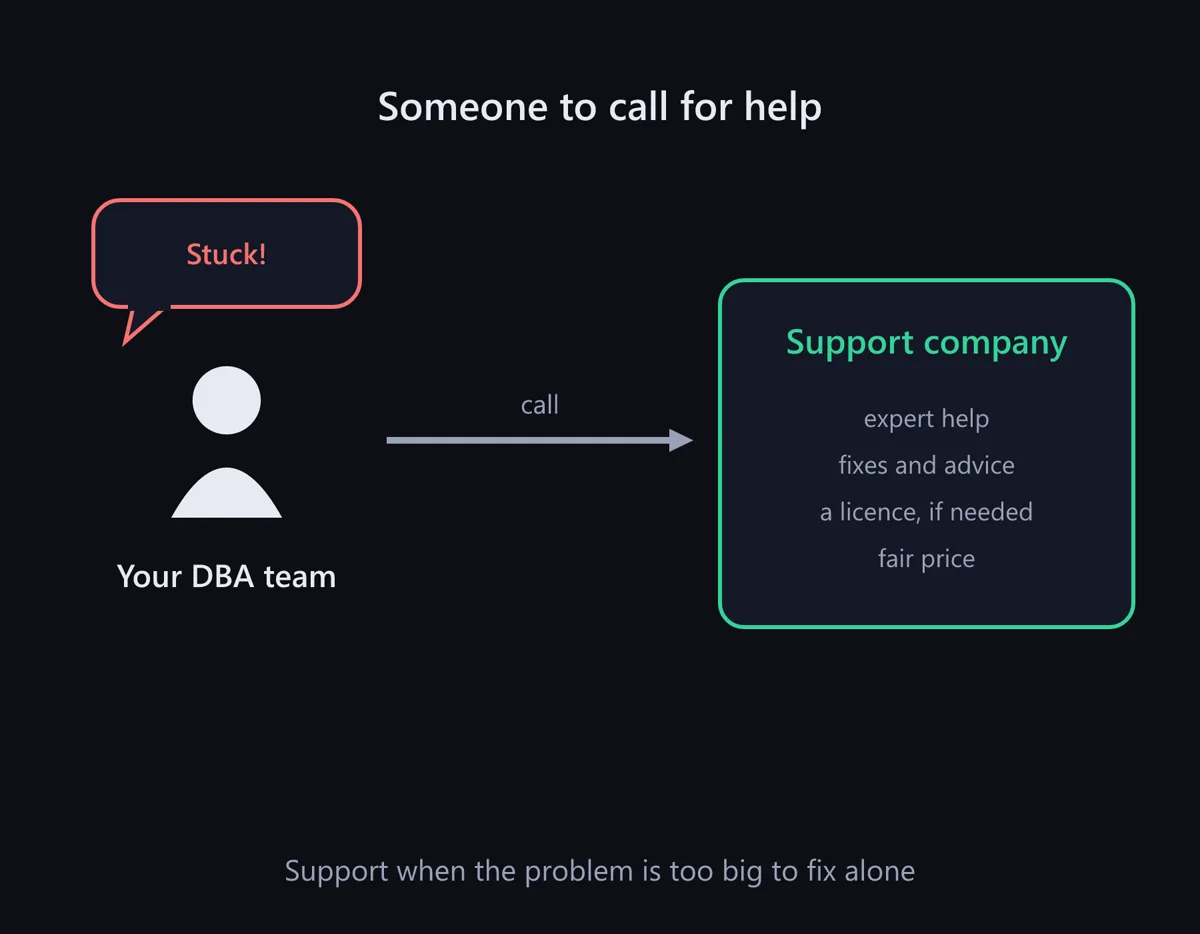 Someone to call for help
Stuck!
Your DBA team
call
Support company
expert help
fixes and advice
a licence, if needed
fair price
Support when the problem is too big to fix alone